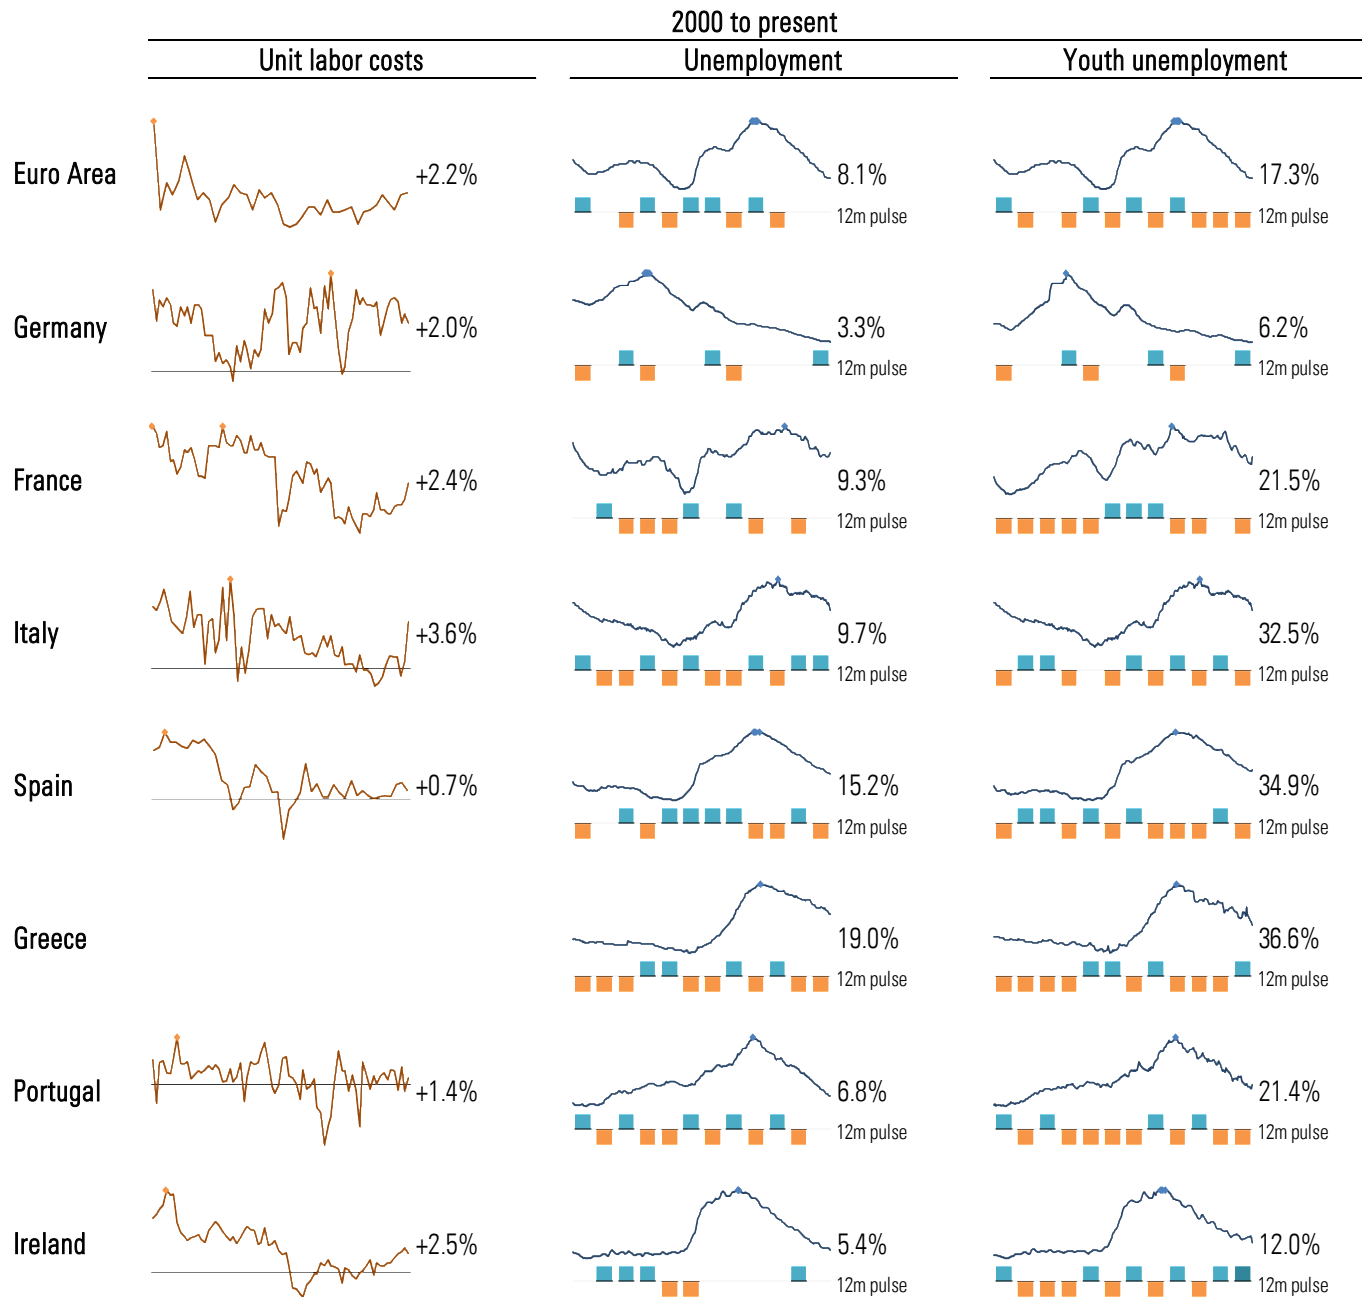 2000 to present
Unit labor costs Unemployment Youth unemployment
Euro Area +2.2% 8.1% 17.3%
12m pulse 12m pulse
Germany +2.0% 3.3% 6.2%
12m pulse 12m pulse
France +2.4% 9.3% 21.5%
12m pulse 12m pulse
Italy +3.6% 9.7% 32.5%
12m pulse 12m pulse
Spain +0.7% 15.2% 34.9%
12m pulse 12m pulse
Greece 19.0% 36.6%
12m pulse 12m pulse
Portugal +1.4% 6.8% 21.4%
12m pulse 12m pulse
Ireland +2.5% 5.4% 12.0%
12m pulse 12m pulse